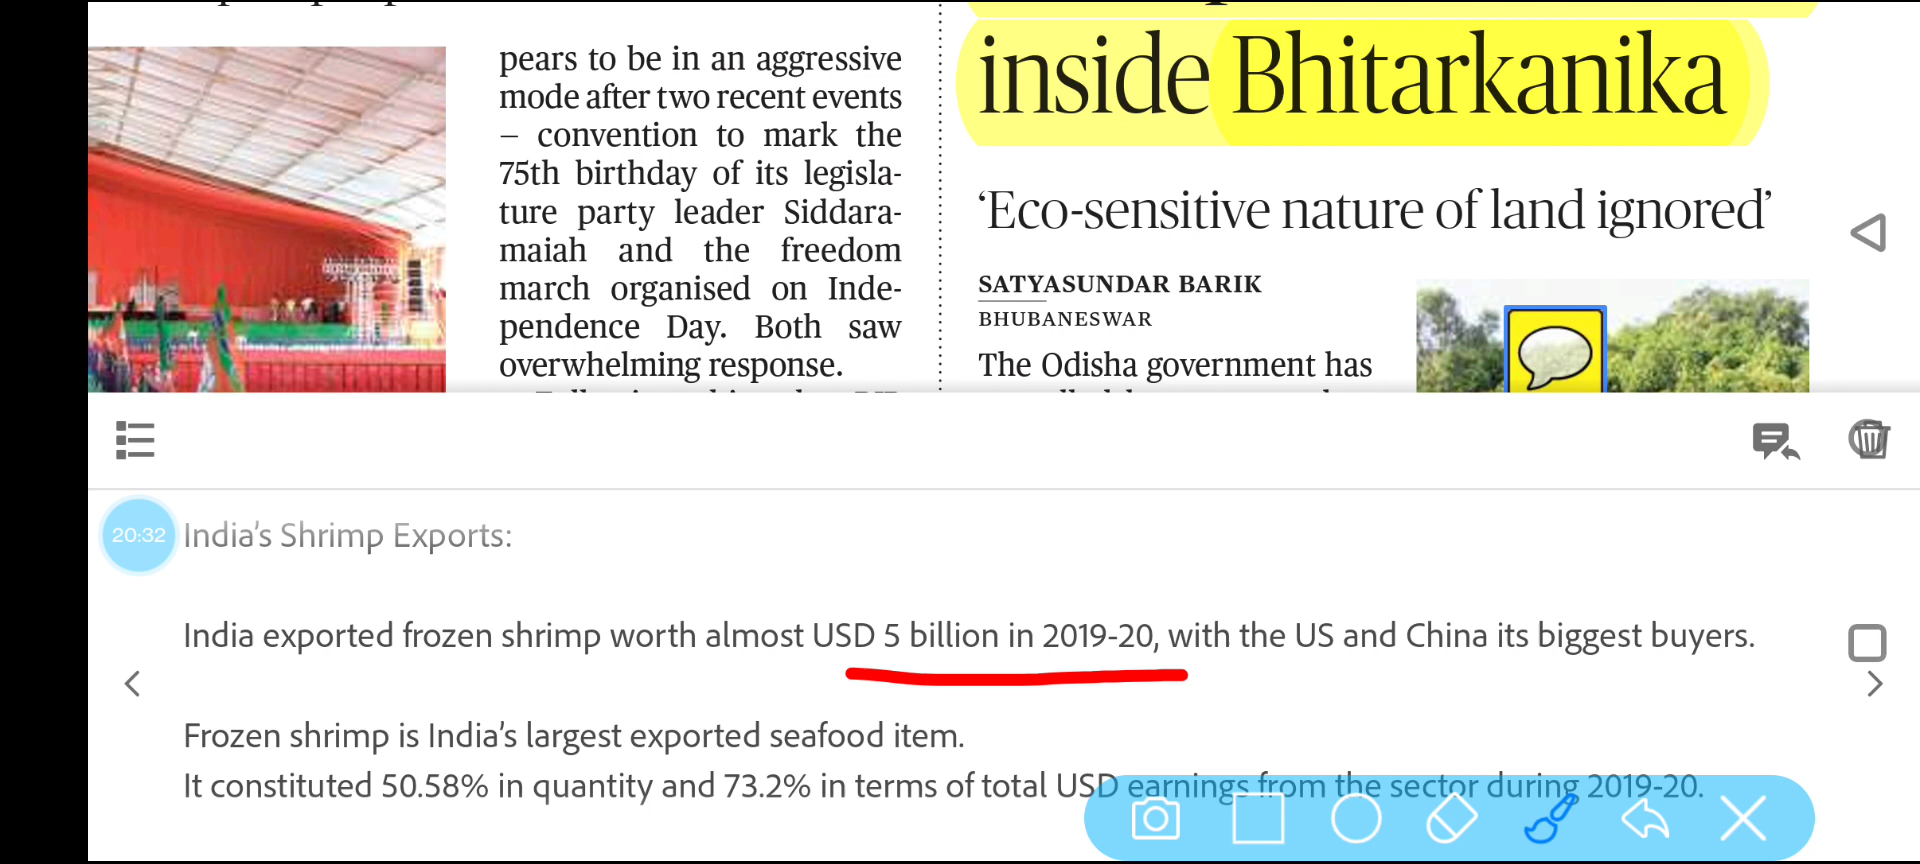 pears to be in an aggressive
mode after two recent events
– convention to mark the
75th birthday of its legisla-
ture party leader Siddara-
maiah and the freedom
march organised on Inde-
pendence Day. Both saw
overwhelming response.
inside Bhitarkanika
‘Eco-sensitive nature of land ignored’
SATYASUNDAR BARIK
BHUBANESWAR
The Odisha government has
20:32
India’s Shrimp Exports:
India exported frozen shrimp worth almost USD 5 billion in 2019-20, with the US and China its biggest buyers.
Frozen shrimp is India’s largest exported seafood item.
It constituted 50.58% in quantity and 73.2% in terms of total USD earnings from the sector during 2019-20.